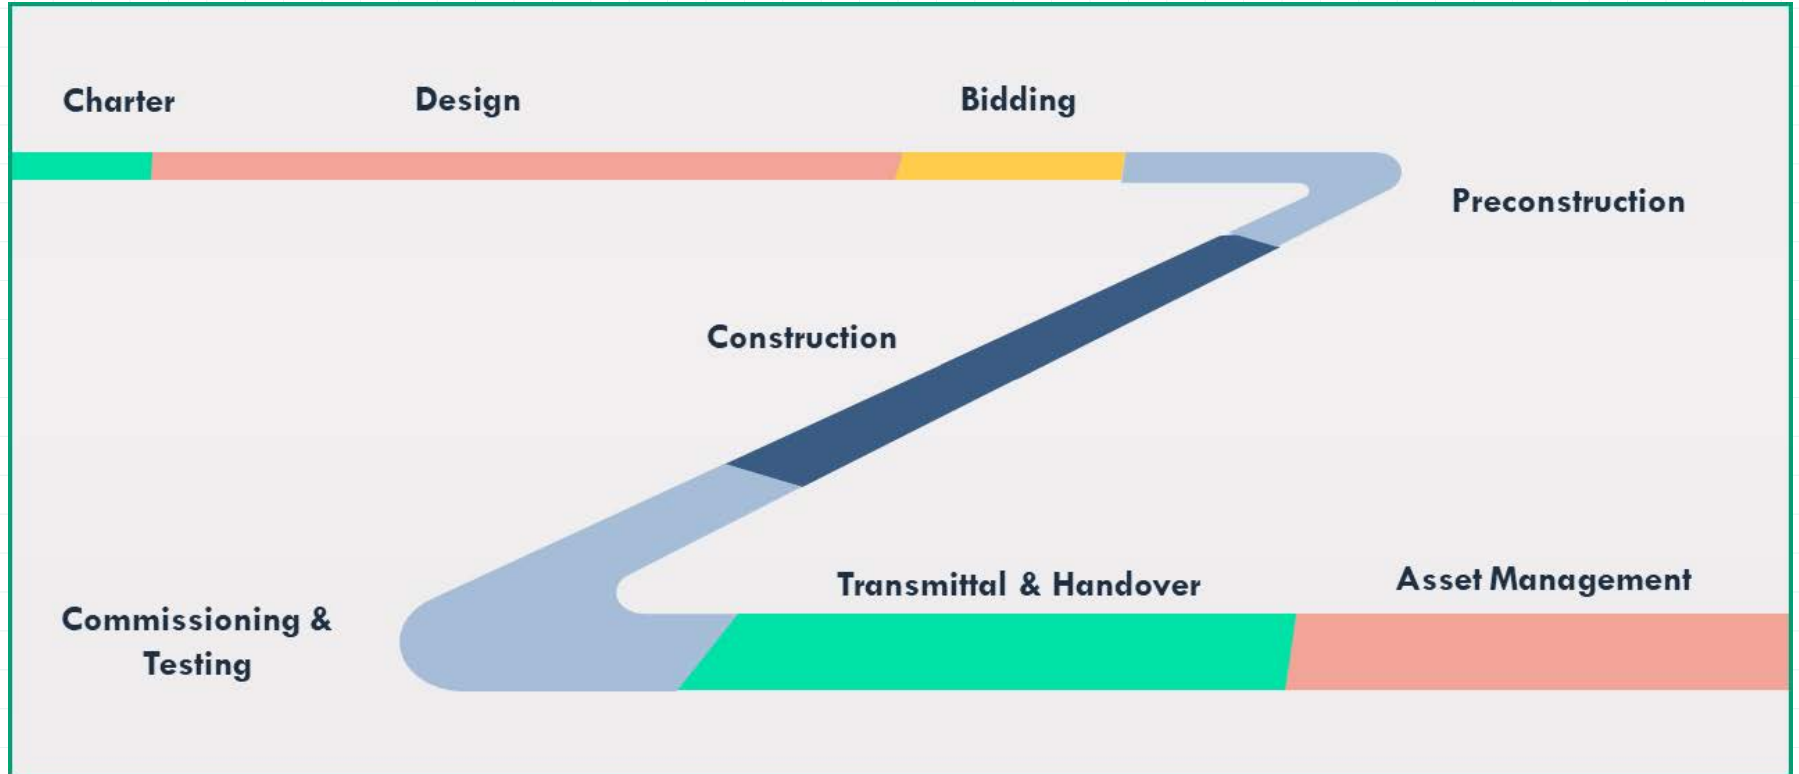 Charter
Design
Bidding
Preconstruction
Construction
Commissioning &
Testing
Transmittal & Handover
Asset Management